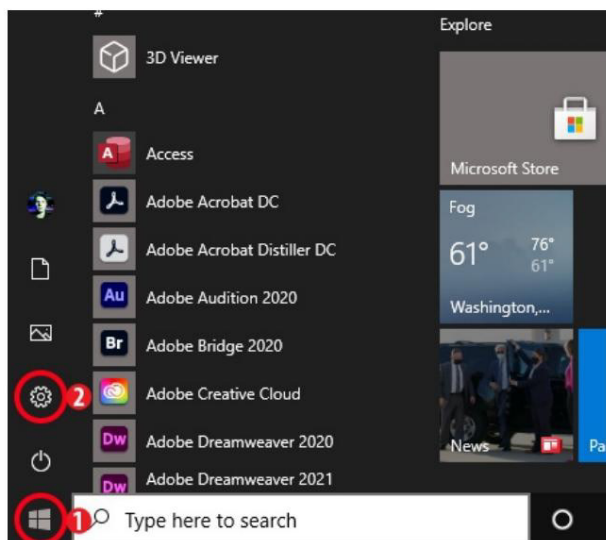 #
3D Viewer
A
A Access
Adobe Acrobat DC
Adobe Acrobat Distiller DC
Au Adobe Audition 2020
Br Adobe Bridge 2020
2 Adobe Creative Cloud
Dw Adobe Dreamweaver 2020
Dw Adobe Dreamweaver 2021
1 Type here to search
Explore
Microsoft Store
Fog
61° 76°
61°
Washington,...
News
Pa